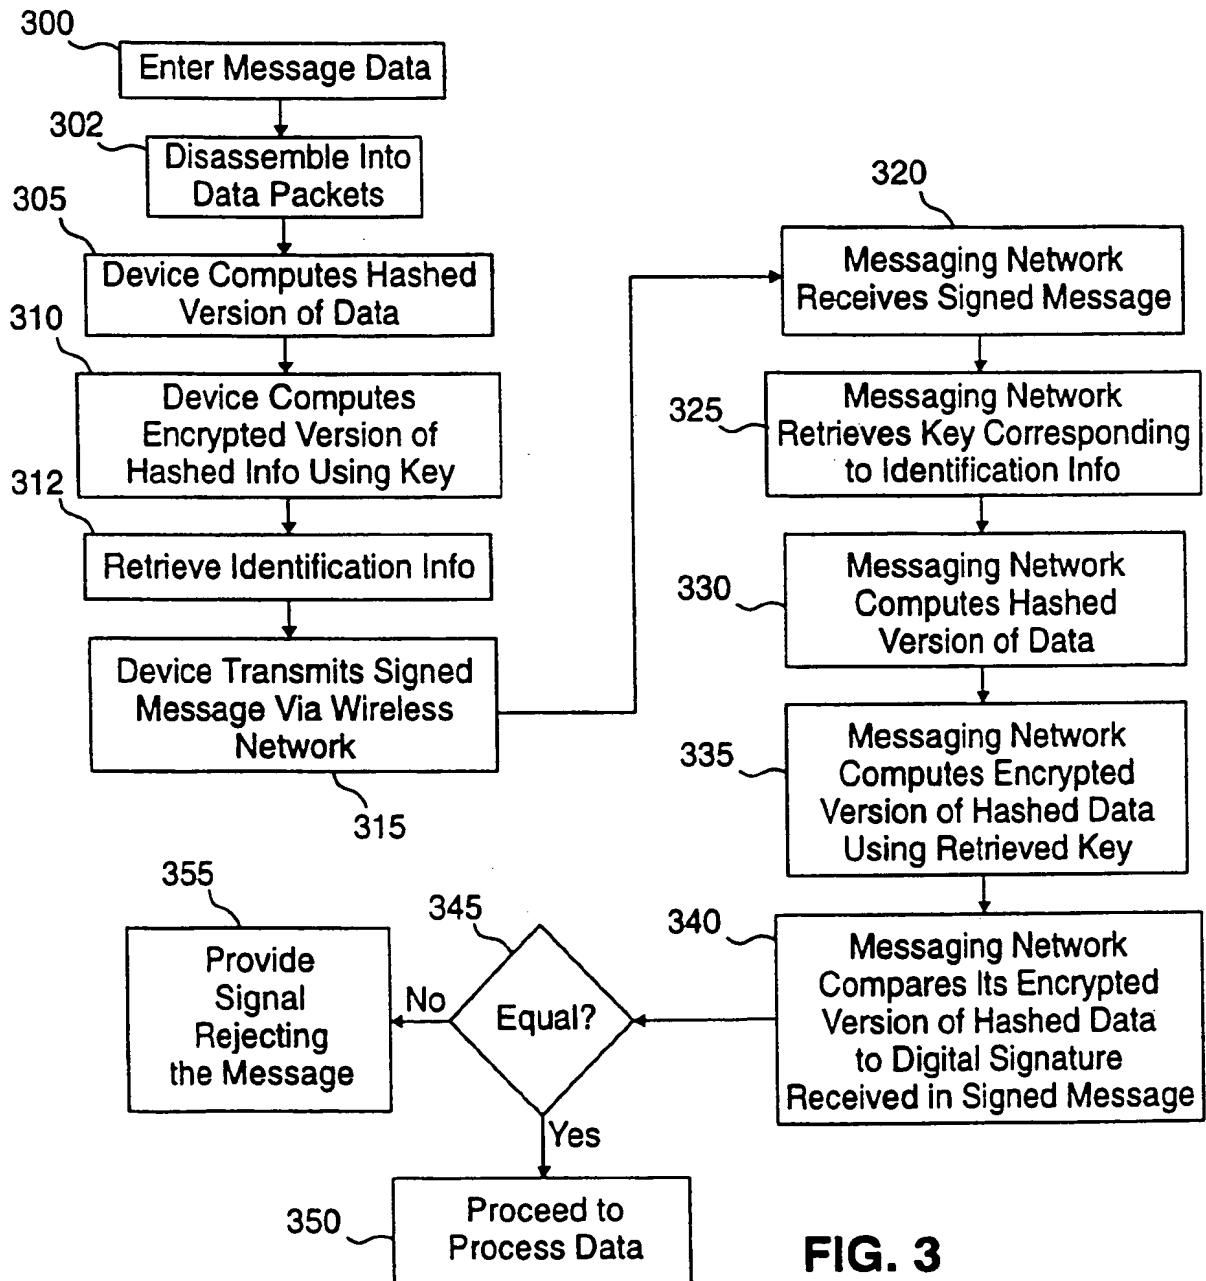 300
Enter Message Data
302
Disassemble Into
Data Packets
305
Device Computes Hashed
Version of Data
310
Device Computes
Encrypted Version of
Hashed Info Using Key
312
Retrieve Identification Info
Device Transmits Signed
Message Via Wireless
Network
315
320
Messaging Network
Receives Signed Message
325
Messaging Network
Retrieves Key Corresponding
to Identification Info
330
Messaging Network
Computes Hashed
Version of Data
335
Messaging Network
Computes Encrypted
Version of Hashed Data
Using Retrieved Key
340
Messaging Network
Compares Its Encrypted
Version of Hashed Data
to Digital Signature
Received in Signed Message
345
Equal?
No
355
Provide
Signal
Rejecting
the Message
Yes
350
Proceed to
Process Data
FIG. 3